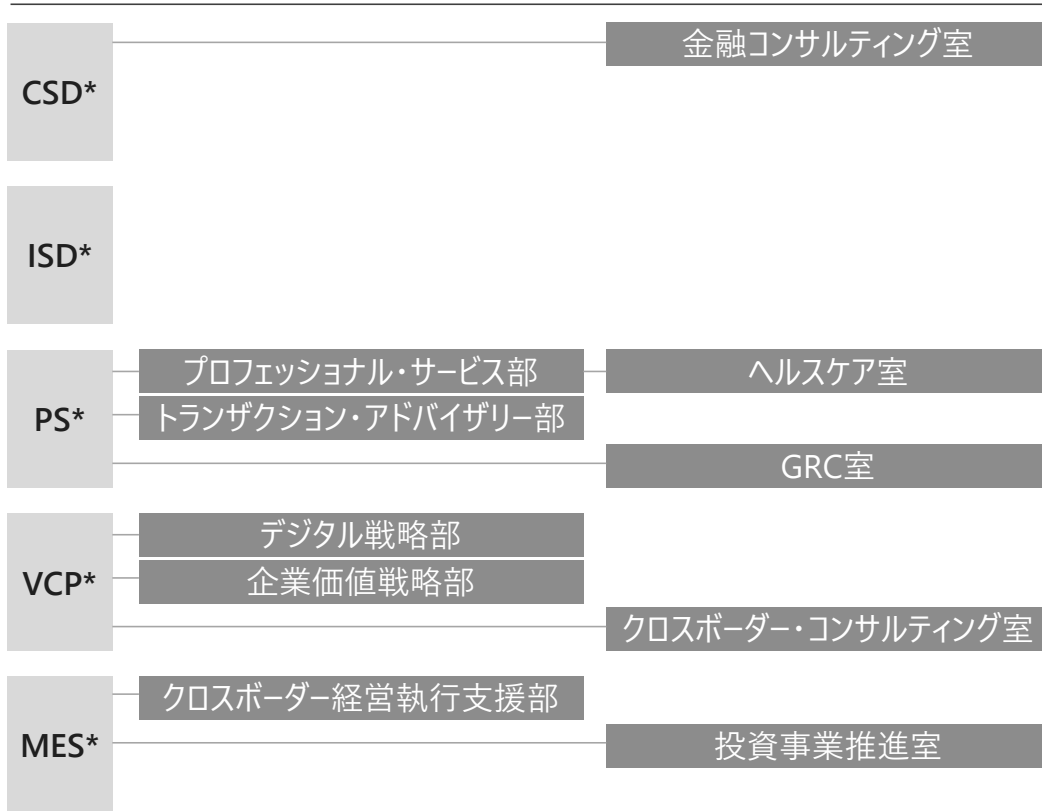 CSD*
金融コンサルティング室
ISD*
PS*
プロフェッショナル・サービス部
ヘルスケア室
トランザクション・アドバイザリー部
GRC室
VCP*
デジタル戦略部
企業価値戦略部
クロスボーダー・コンサルティング室
MES*
クロスボーダー経営執行支援部
投資事業推進室